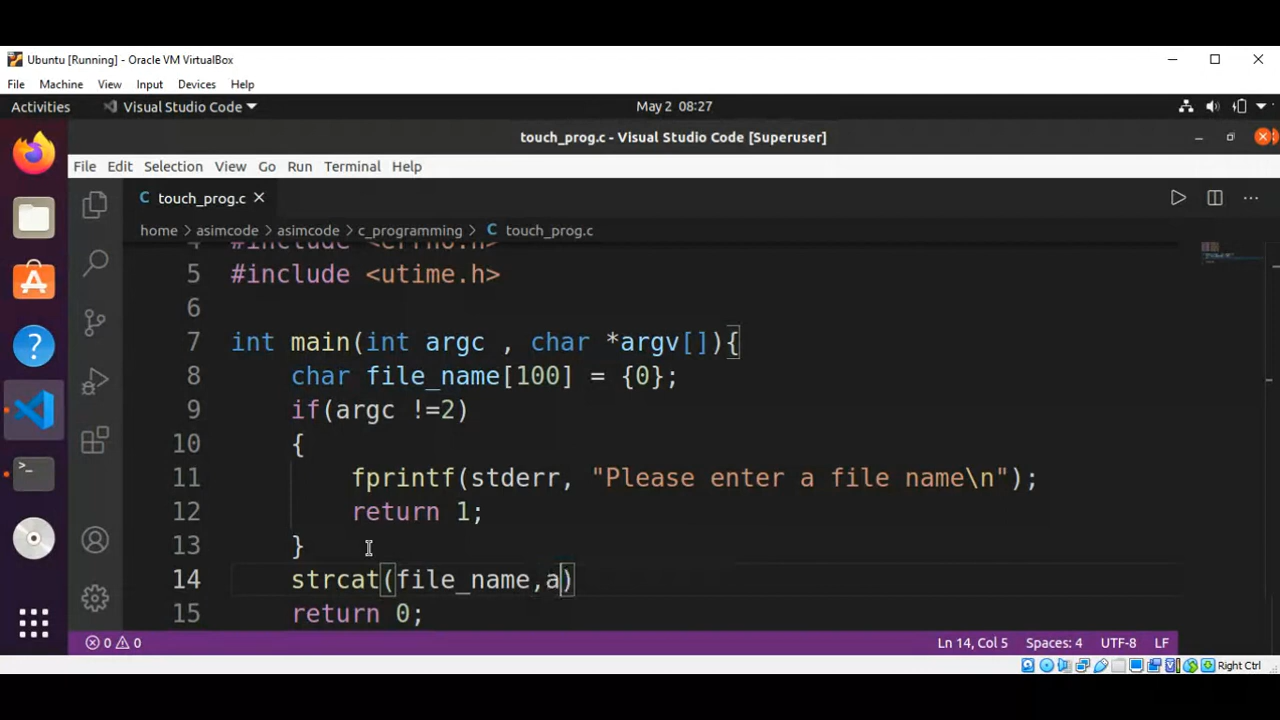 Ubuntu [Running] - Oracle VM VirtualBox
File Machine View Input Devices Help
Activities Visual Studio Code May 2 08:27
touch_prog.c - Visual Studio Code [Superuser]
File Edit Selection View Go Run Terminal Help
C touch_prog.c
home > asimcode > asimcode > c_programming > C touch_prog.c
4 #include <errno.h>
5 #include <utime.h>
6
7 int main(int argc , char *argv[]){
8 char file_name[100] = {0};
9 if(argc !=2)
10 {
11 fprintf(stderr, "Please enter a file name\n");
12 return 1;
13 }
14 strcat(file_name,a)
15 return 0;
0 0 Ln 14, Col 5 Spaces: 4 UTF-8 LF
Right Ctrl